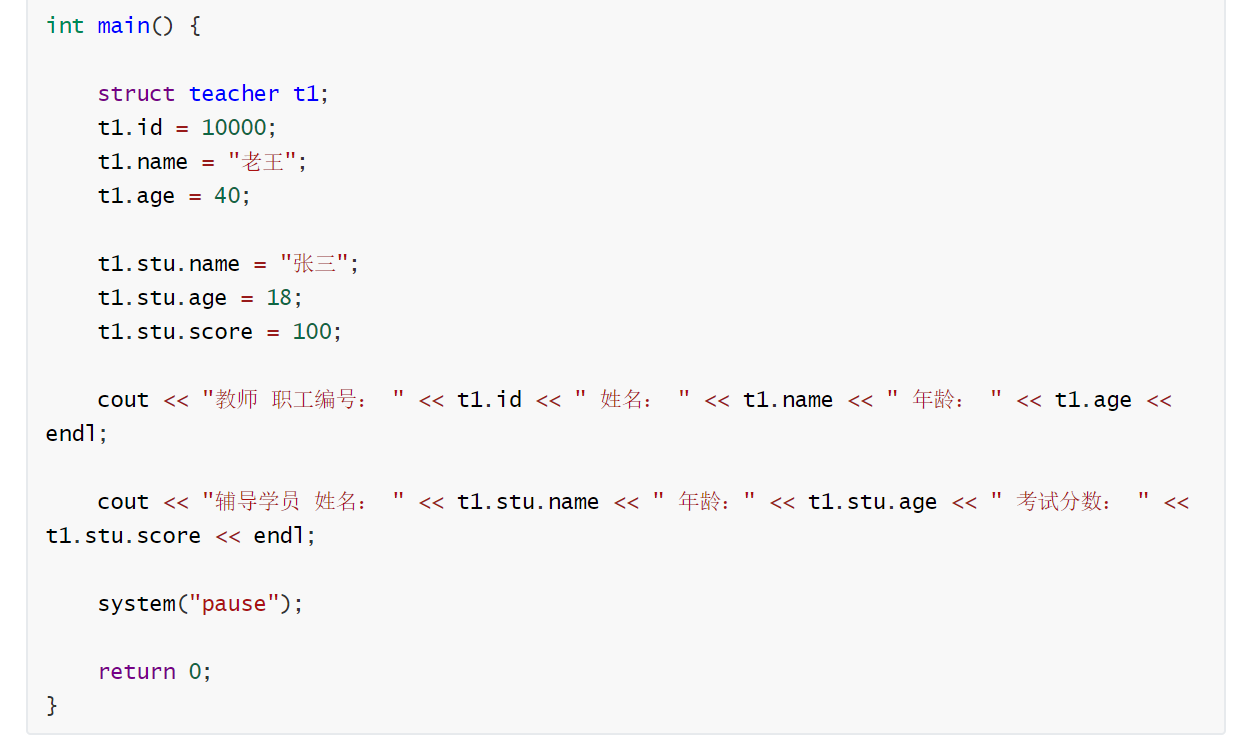 int main() {
struct teacher t1;
t1.id = 10000;
t1.name = "老王";
t1.age = 40;
t1.stu.name = "张三";
t1.stu.age = 18;
t1.stu.score = 100;
cout << "教师 职工编号： " << t1.id << " 姓名： " << t1.name << " 年龄： " << t1.age <<
endl;
cout << "辅导学员 姓名： " << t1.stu.name << " 年龄：" << t1.stu.age << " 考试分数： " <<
t1.stu.score << endl;
system("pause");
return 0;
}